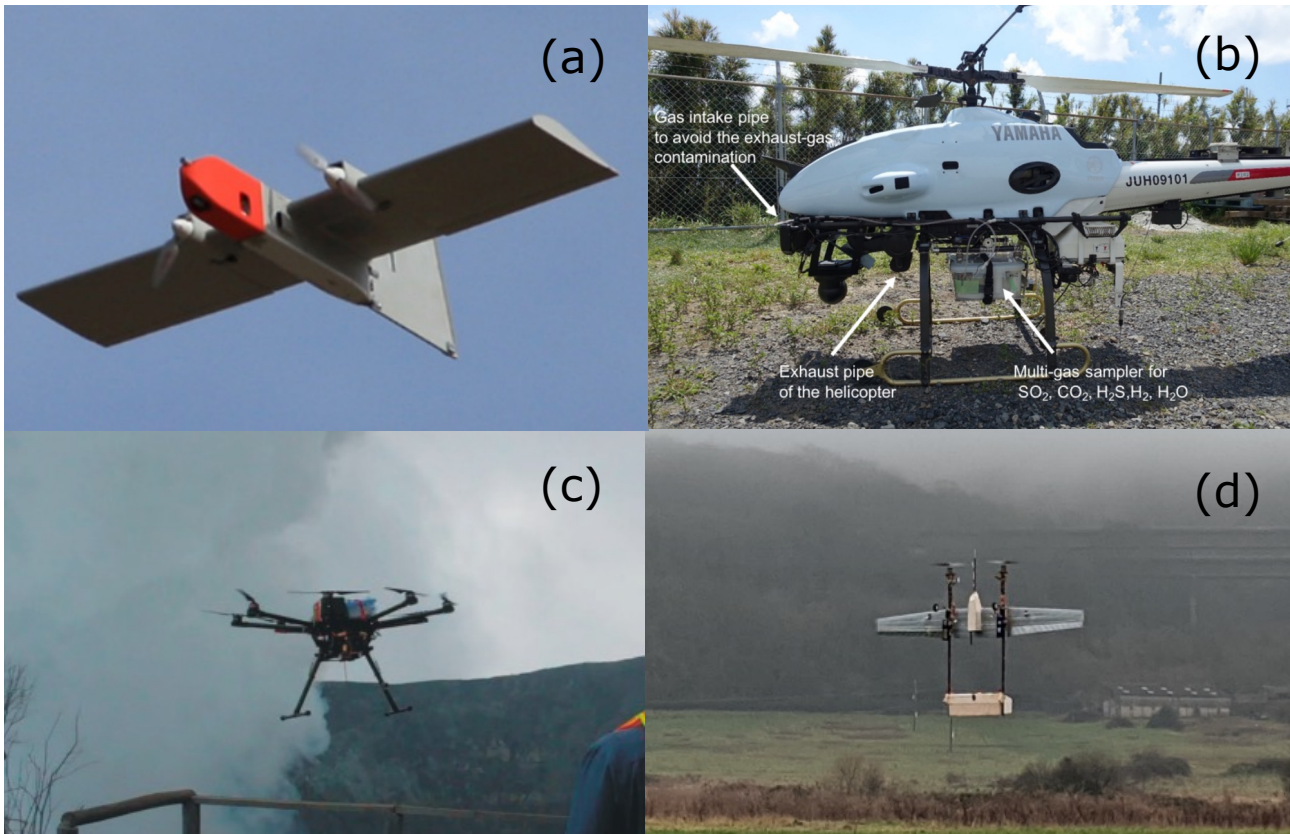 (a)
(b)
Gas intake pipe
to avoid the exhaust-gas
contamination
YAMAHA
JUH09101
Exhaust pipe
of the helicopter
Multi-gas sampler for
SO₂, CO₂, H₂S,H₂, H₂O
(c)
(d)